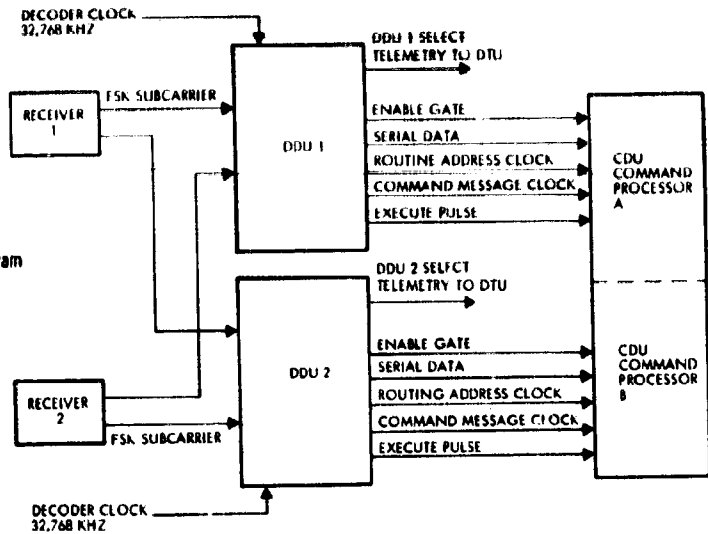 DECODER CLOCK
32,768 KHZ
DDU 1 SELECT
TELEMETRY TO DTU
FSK SUBCARRIER
RECEIVER
1
DDU 1
ENABLE GATE
SERIAL DATA
ROUTINE ADDRESS CLOCK
COMMAND MESSAGE CLOCK
EXECUTE PULSE
CDU
COMMAND
PROCESSOR
A
DDU 2 SELECT
TELEMETRY TO DTU
DDU 2
ENABLE GATE
SERIAL DATA
ROUTING ADDRESS CLOCK
COMMAND MESSAGE CLOCK
EXECUTE PULSE
CDU
COMMAND
PROCESSOR
B
RECEIVER
2
FSK SUBCARRIER
DECODER CLOCK
32,768 KHZ